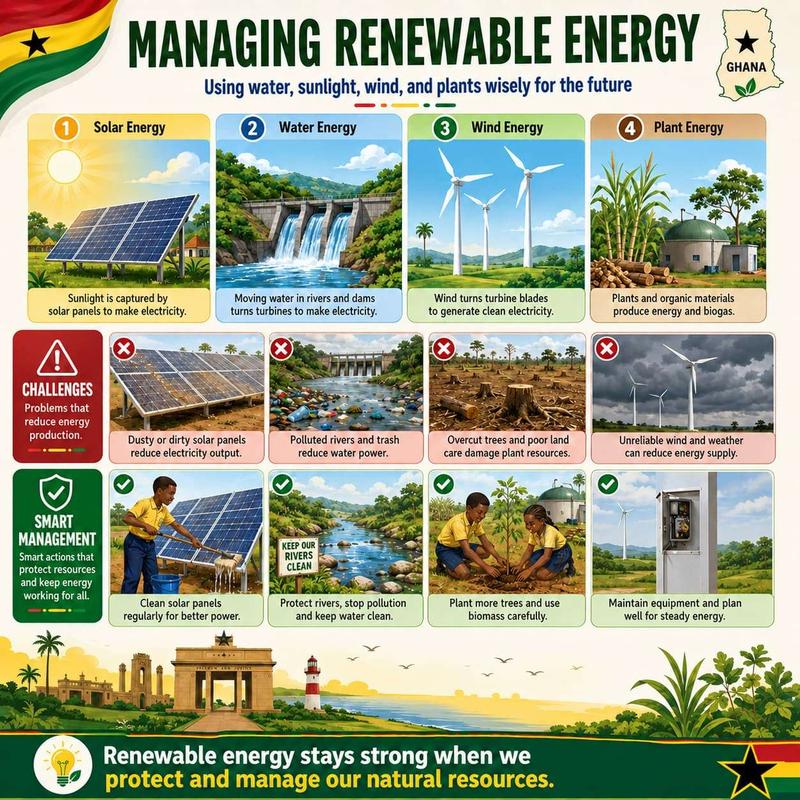 MANAGING RENEWABLE ENERGY
GHANA
Using water, sunlight, wind, and plants wisely for the future
1 Solar Energy
Sunlight is captured by
solar panels to make electricity.
2 Water Energy
Moving water in rivers and dams
turns turbines to make electricity.
3 Wind Energy
Wind turns turbine blades
to generate clean electricity.
4 Plant Energy
Plants and organic materials
produce energy and biogas.
CHALLENGES
Problems that
reduce energy
production.
Dusty or dirty solar panels
reduce electricity output.
Polluted rivers and trash
reduce water power.
Overcut trees and poor land
care damage plant resources.
Unreliable wind and weather
can reduce energy supply.
SMART
MANAGEMENT
Smart actions that
protect resources
and keep energy
working for all.
Clean solar panels
regularly for better power.
KEEP OUR
RIVERS
CLEAN
Protect rivers, stop pollution
and keep water clean.
Plant more trees and use
biomass carefully.
Maintain equipment and plan
well for steady energy.
FREEDOM AND JUSTICE
Renewable energy stays strong when we
protect and manage our natural resources.